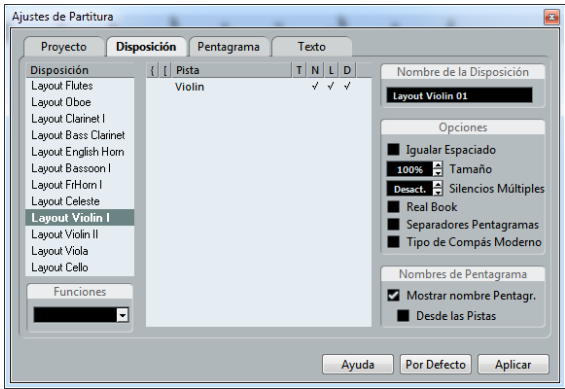 Ajustes de Partitura
Proyecto Disposición Pentagrama Texto
Disposición
Layout Flutes
Layout Oboe
Layout Clarinet I
Layout Bass Clarinet
Layout English Horn
Layout Bassoon I
Layout FrHorn I
Layout Celeste
Layout Violin I
Layout Violin II
Layout Viola
Layout Cello
Funciones
{ [ Pista T N L D
Violin √ √ √
Nombre de la Disposición
Layout Violin 01
Opciones
Igualar Espaciado
100% Tamaño
Desact. Silencios Múltiples
Real Book
Separadores Pentagramas
Tipo de Compás Moderno
Nombres de Pentagrama
Mostrar nombre Pentagr.
Desde las Pistas
Ayuda Por Defecto Aplicar